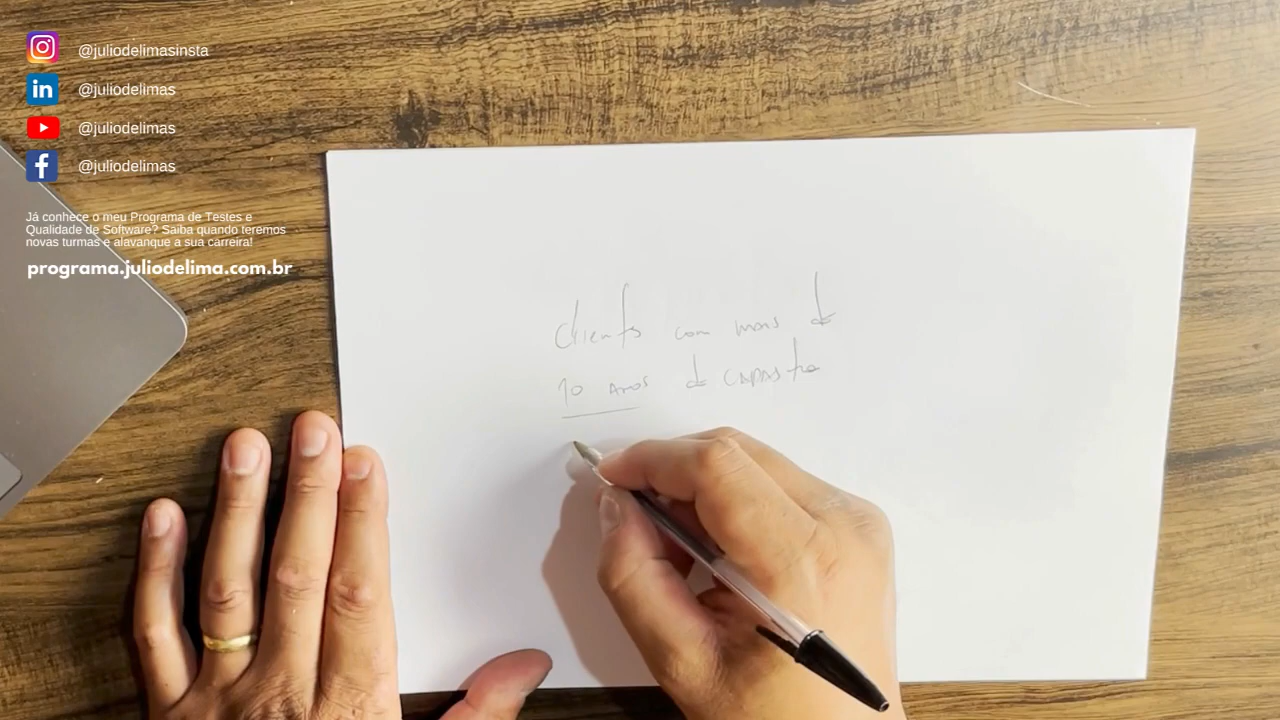 @juliodelimasinsta
@juliodelimas
@juliodelimas
@juliodelimas
Já conhece o meu Programa de Testes e
Qualidade de Software? Saiba quando teremos
novas turmas e alavanque a sua carreira!
programa.juliodelima.com.br
Clientes com mais de
10 anos de cadastro